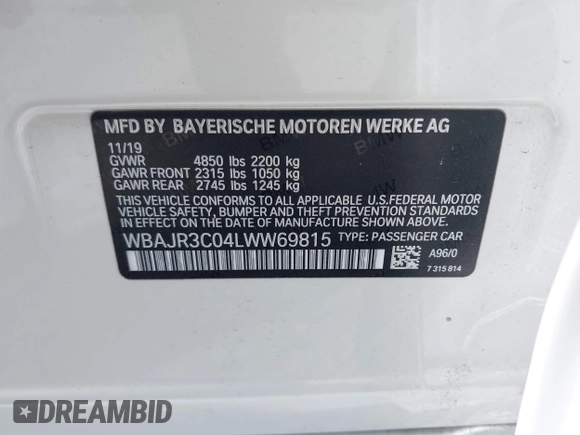 MFD BY BAYERISCHE MOTOREN WERKE AG
11/19
GVWR 4850 lbs 2200 kg
GAWR FRONT 2315 lbs 1050 kg
GAWR REAR 2745 lbs 1245 kg
THIS VEHICLE CONFORMS TO ALL APPLICABLE U.S.FEDERAL MOTOR
VEHICLE SAFETY, BUMPER AND THEFT PREVENTION STANDARDS
IN EFFECT ON THE DATE OF MANUFACTURE SHOWN ABOVE.
WBAJR3C04LWW69815 TYPE: PASSENGER CAR
A96/0
7 315 814
DREAMBID